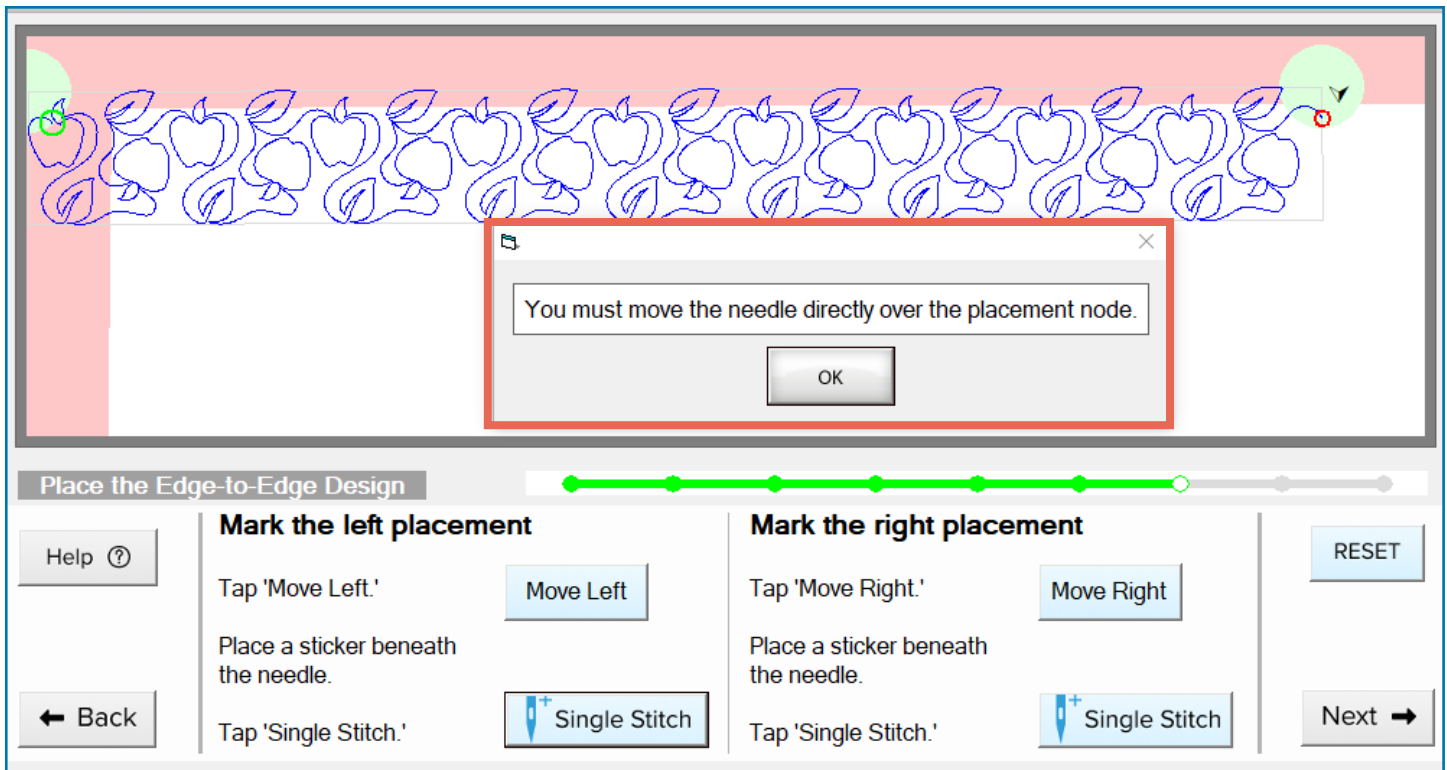 You must move the needle directly over the placement node.
OK
Place the Edge-to-Edge Design
Help
Back
Mark the left placement
Tap 'Move Left.'
Move Left
Place a sticker beneath
the needle.
Tap 'Single Stitch.'
Single Stitch
Mark the right placement
Tap 'Move Right.'
Move Right
Place a sticker beneath
the needle.
Tap 'Single Stitch.'
Single Stitch
RESET
Next